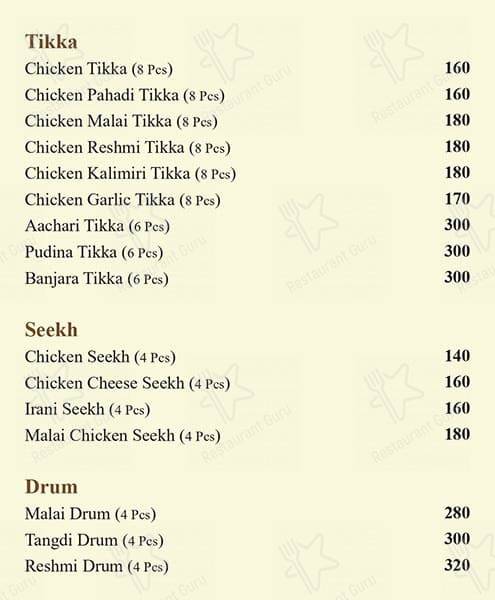 Tikka
Chicken Tikka (8 Pcs) 160
Chicken Pahadi Tikka (8 Pcs) 160
Chicken Malai Tikka (8 Pcs) 180
Chicken Reshmi Tikka (8 Pcs) 180
Chicken Kalimiri Tikka (8 Pcs) 180
Chicken Garlic Tikka (8 Pcs) 170
Aachari Tikka (6 Pcs) 300
Pudina Tikka (6 Pcs) 300
Banjara Tikka (6 Pcs) 300
Seekh
Chicken Seekh (4 Pcs) 140
Chicken Cheese Seekh (4 Pcs) 160
Irani Seekh (4 Pcs) 160
Malai Chicken Seekh (4 Pcs) 180
Drum
Malai Drum (4 Pcs) 280
Tangdi Drum (4 Pcs) 300
Reshmi Drum (4 Pcs) 320
Restaurant Guru